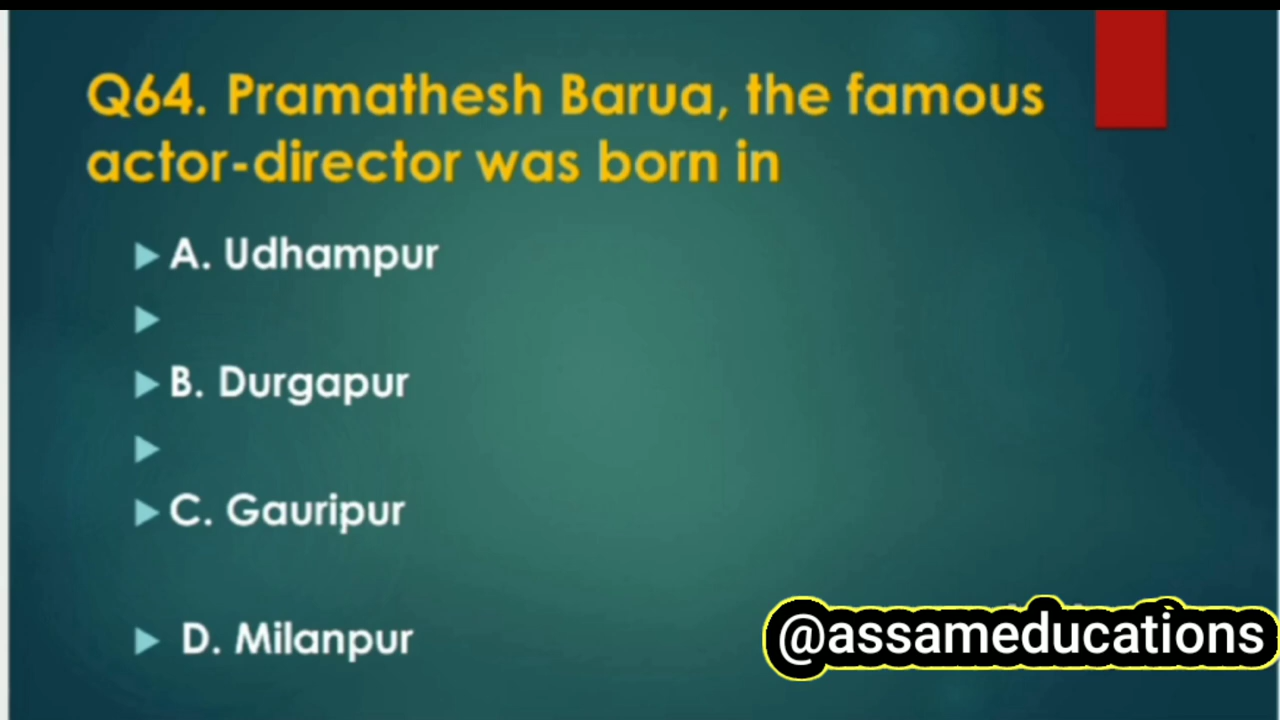 Q64. Pramathesh Barua, the famous
actor-director was born in
A. Udhampur
B. Durgapur
C. Gauripur
D. Milanpur
@assameducations